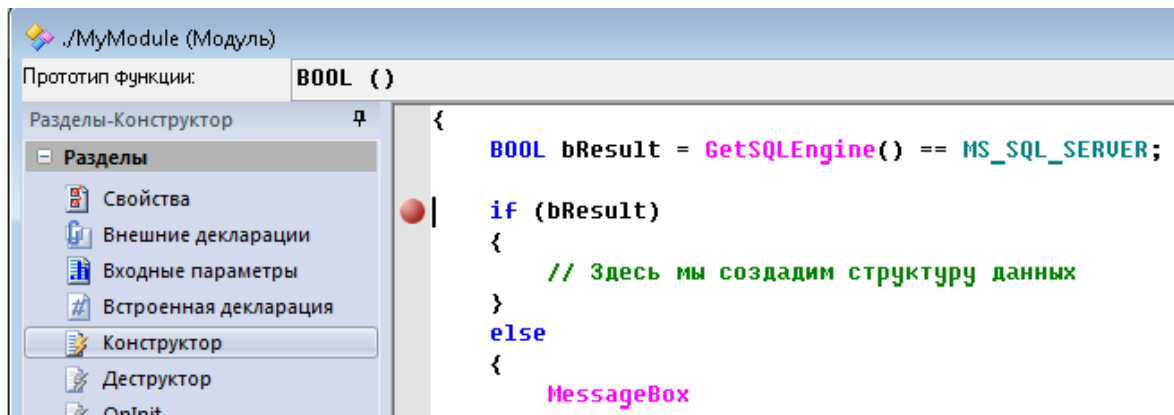 ./MyModule (Модуль)
Прототип функции: BOOL ()
Разделы-Конструктор
Разделы
Свойства
Внешние декларации
Входные параметры
Встроенная декларация
Конструктор
Деструктор
OnInit
{
BOOL bResult = GetSQLEngine() == MS_SQL_SERVER;
if (bResult)
{
// Здесь мы создадим структуру данных
}
else
{
MessageBox